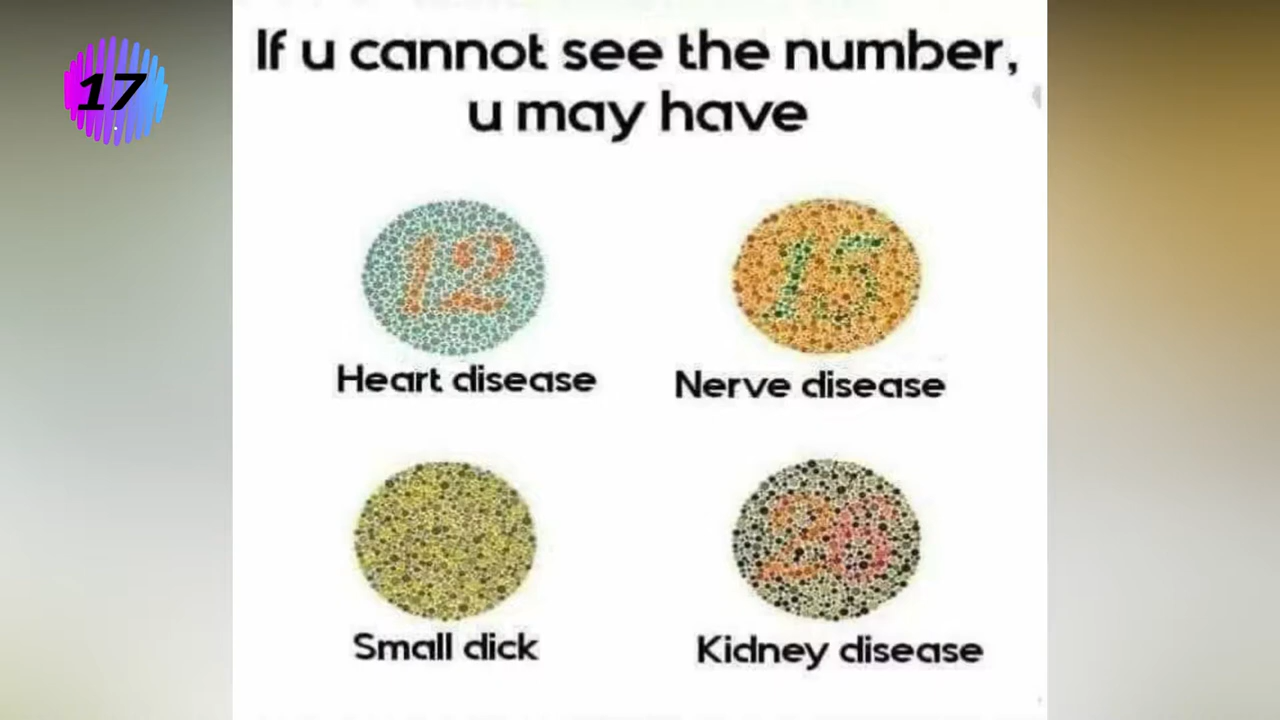 17
If u cannot see the number,
u may have
12
15
Heart disease
Nerve disease
26
Small dick
Kidney disease